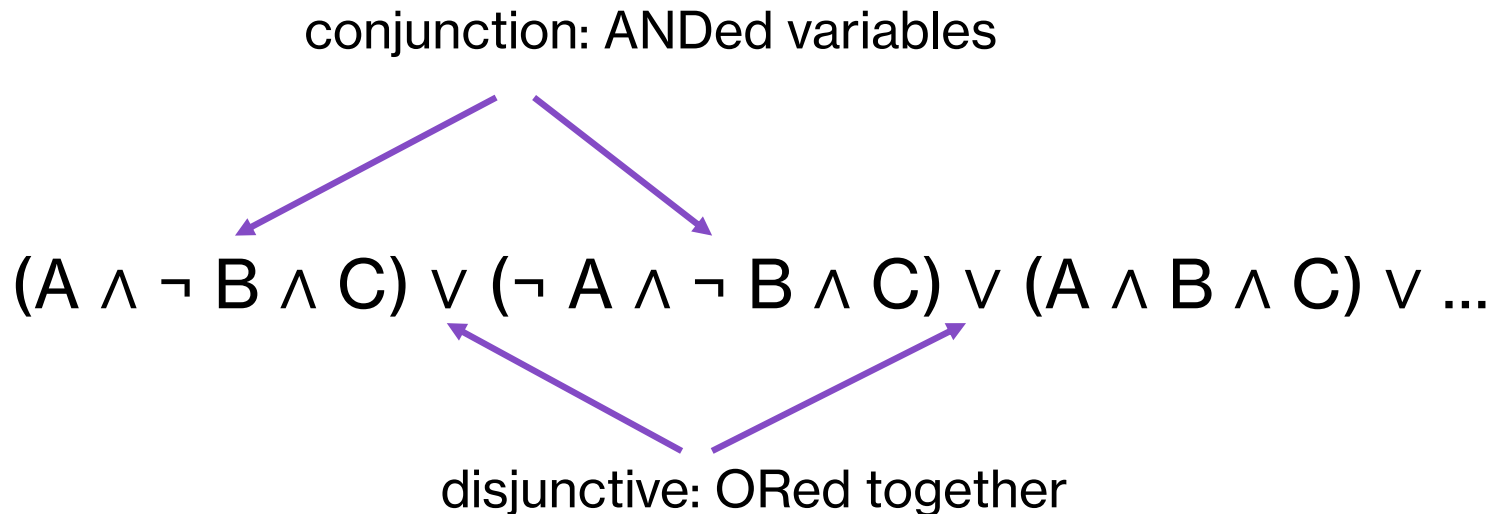 conjunction: ANDed variables
(A ∧ ¬ B ∧ C) ∨ (¬ A ∧ ¬ B ∧ C) ∨ (A ∧ B ∧ C) ∨ ...
disjunctive: ORed together